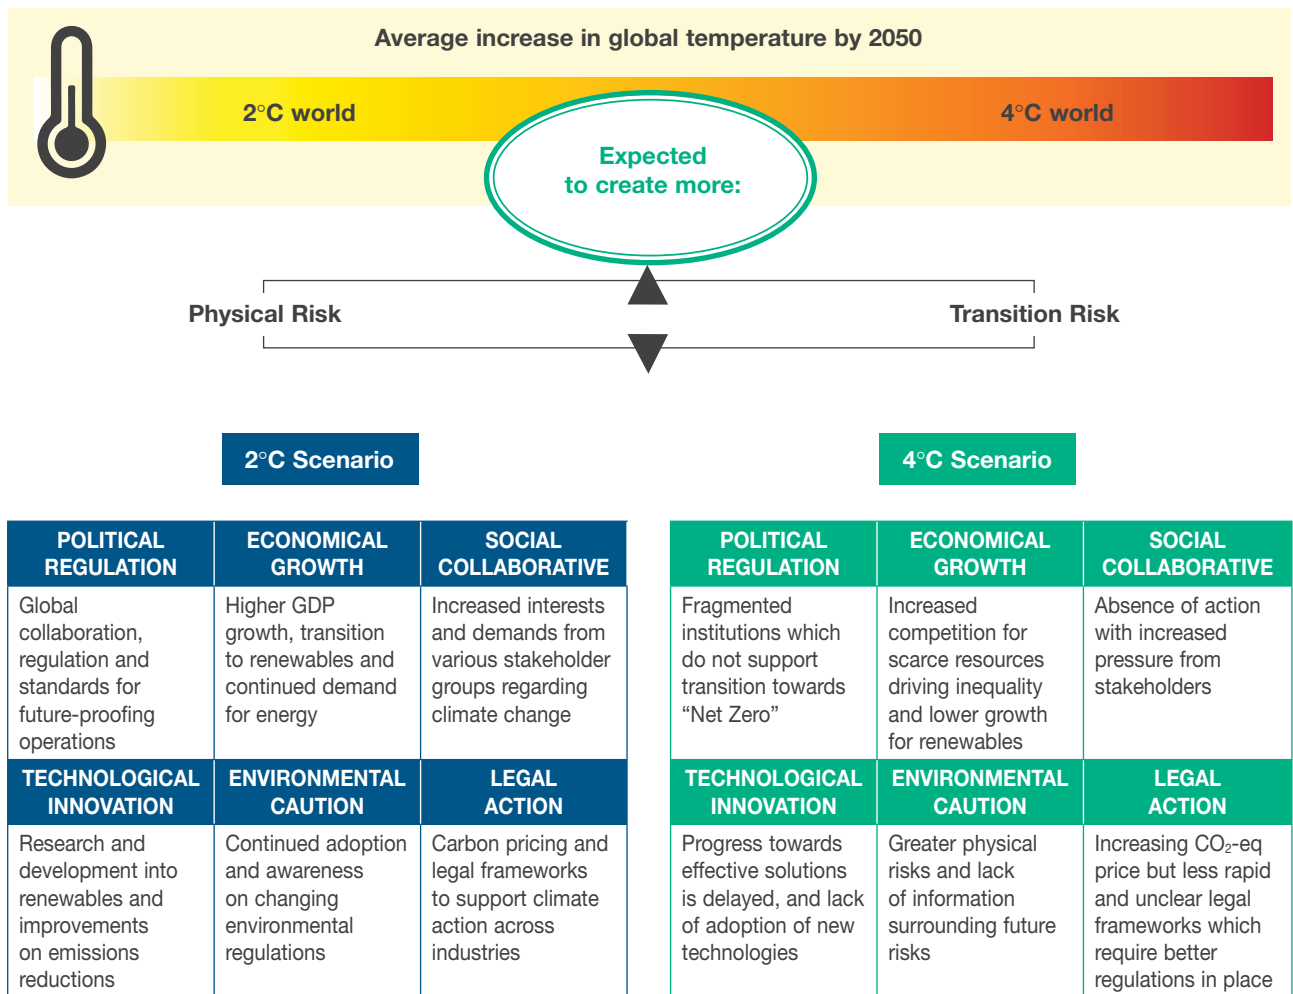 Average increase in global temperature by 2050
2°C world
4°C world
Expected
to create more:
Physical Risk
Transition Risk
2°C Scenario
POLITICAL
REGULATION
ECONOMICAL
GROWTH
SOCIAL
COLLABORATIVE
Global
collaboration,
regulation and
standards for
future-proofing
operations
Higher GDP
growth, transition
to renewables and
continued demand
for energy
Increased interests
and demands from
various stakeholder
groups regarding
climate change
TECHNOLOGICAL
INNOVATION
ENVIRONMENTAL
CAUTION
LEGAL
ACTION
Research and
development into
renewables and
improvements
on emissions
reductions
Continued adoption
and awareness
on changing
environmental
regulations
Carbon pricing and
legal frameworks
to support climate
action across
industries
4°C Scenario
POLITICAL
REGULATION
ECONOMICAL
GROWTH
SOCIAL
COLLABORATIVE
Fragmented
institutions which
do not support
transition towards
“Net Zero”
Increased
competition for
scarce resources
driving inequality
and lower growth
for renewables
Absence of action
with increased
pressure from
stakeholders
TECHNOLOGICAL
INNOVATION
ENVIRONMENTAL
CAUTION
LEGAL
ACTION
Progress towards
effective solutions
is delayed, and lack
of adoption of new
technologies
Greater physical
risks and lack
of information
surrounding future
risks
Increasing CO₂-eq
price but less rapid
and unclear legal
frameworks which
require better
regulations in place